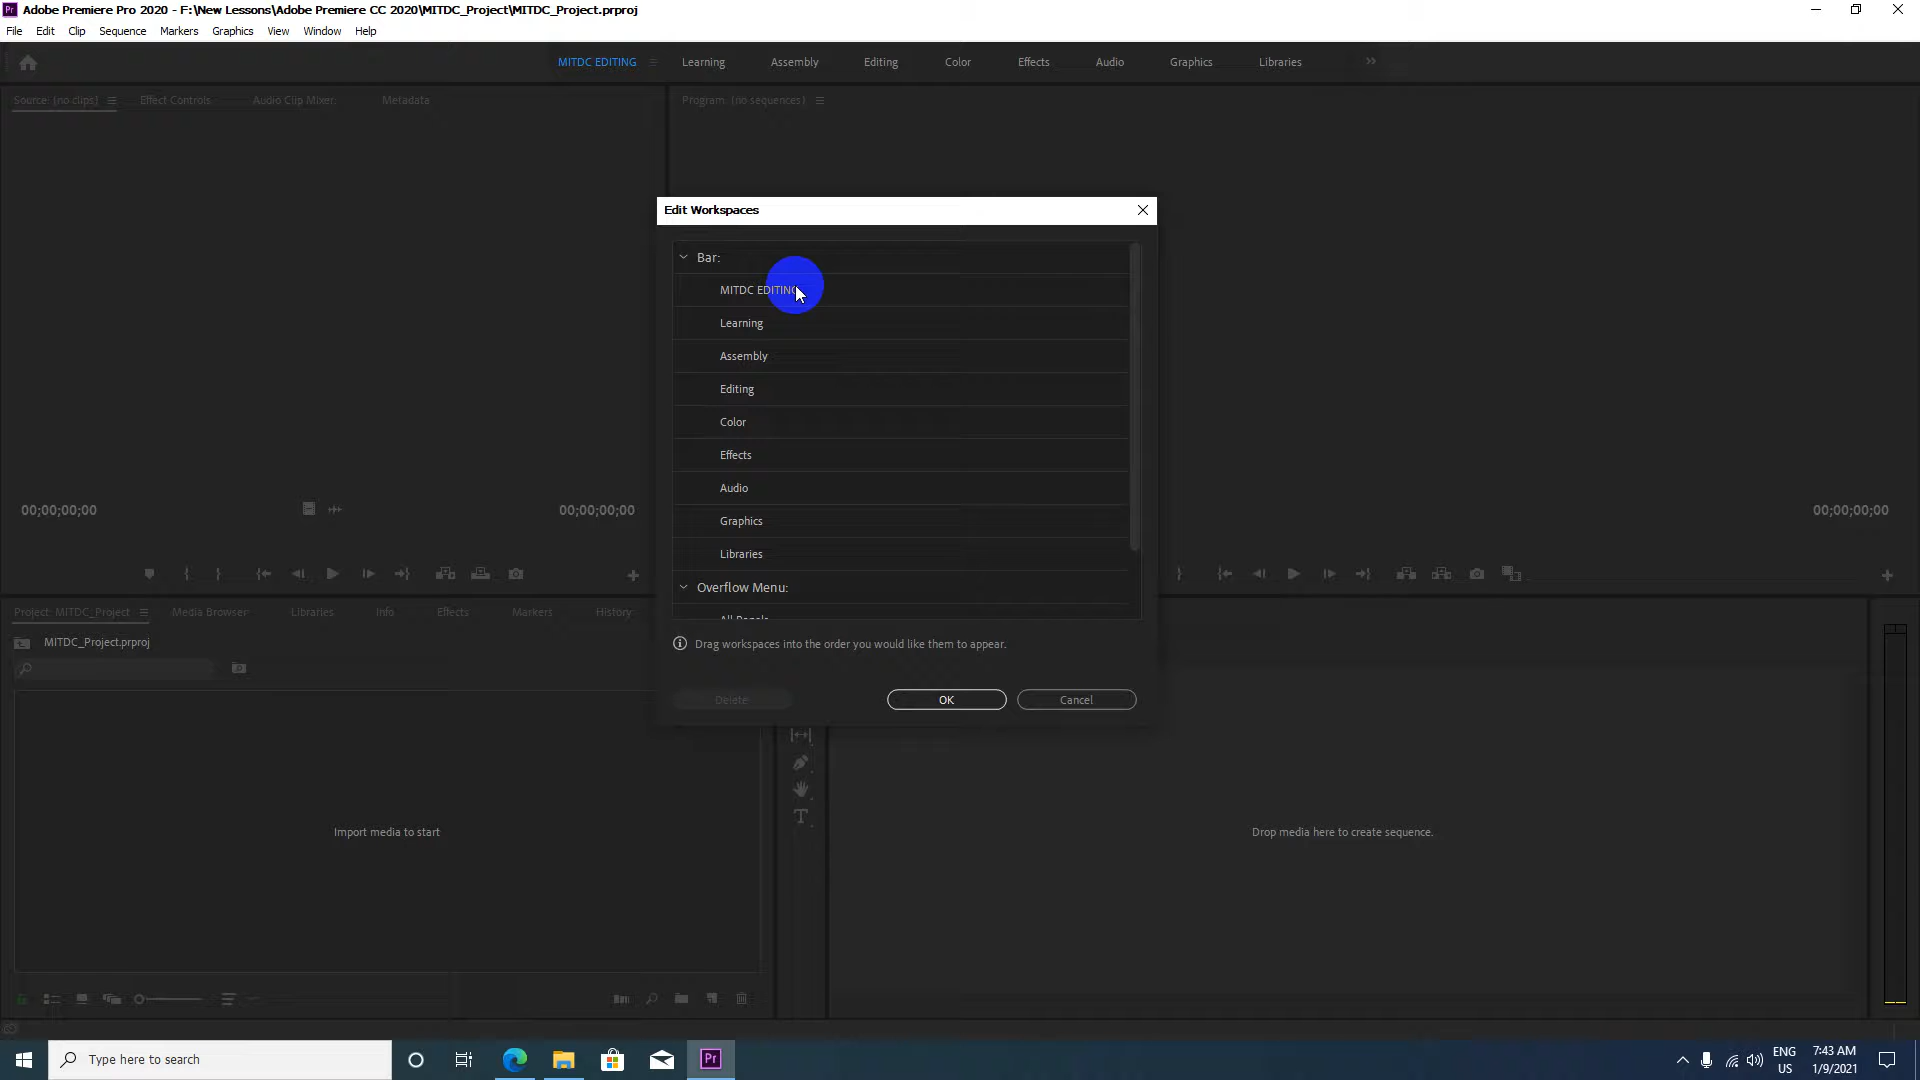 Adobe Premiere Pro 2020 - F:\New Lessons\Adobe Premiere CC 2020\MITDC_Project\MITDC_Project.prproj
File Edit Clip Sequence Markers Graphics View Window Help
MITDC EDITING Learning Assembly Editing Color Effects Audio Graphics Libraries
Source: (no clips) Effect Controls Audio Clip Mixer: Metadata Program: (no sequences)
Edit Workspaces
Bar:
MITDC EDITING
Learning
Assembly
Editing
Color
Effects
Audio
Graphics
Libraries
Overflow Menu:
All Panels
00;00;00;00 00;00;00;00 00;00;00;00
Project: MITDC_Project Media Browser Libraries Info Effects Markers History
MITDC_Project.prproj
Drag workspaces into the order you would like them to appear.
Delete OK Cancel
Import media to start
Drop media here to create sequence.
Type here to search
ENG
US
7:43 AM
1/9/2021